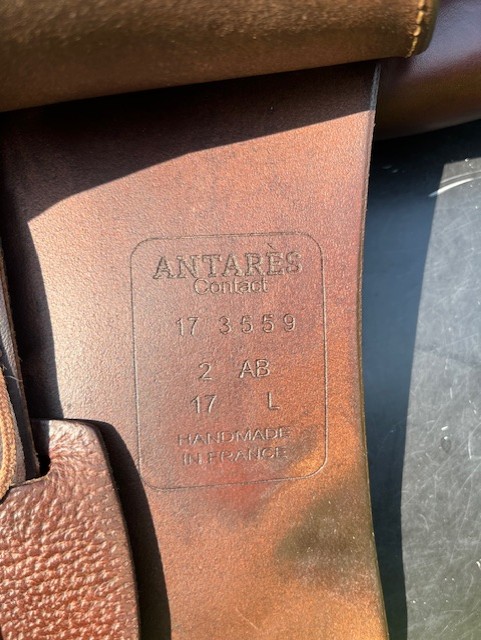 ANTARÈS
Contact
17 3559
2 AB
17 L
HANDMADE
IN FRANCE